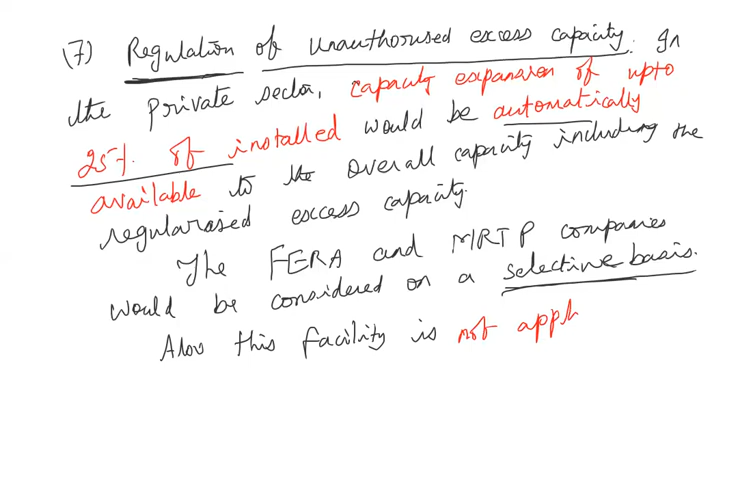 (7) Regulation of unauthorused excess capacity. In
the private sector, capacity expansion of upto
25% of installed would be automatically
available to the overall capacity including the
regularised excess capacity.
The FERA and MRTP companies
would be considered on a selective basis.
Also this facility is not appl